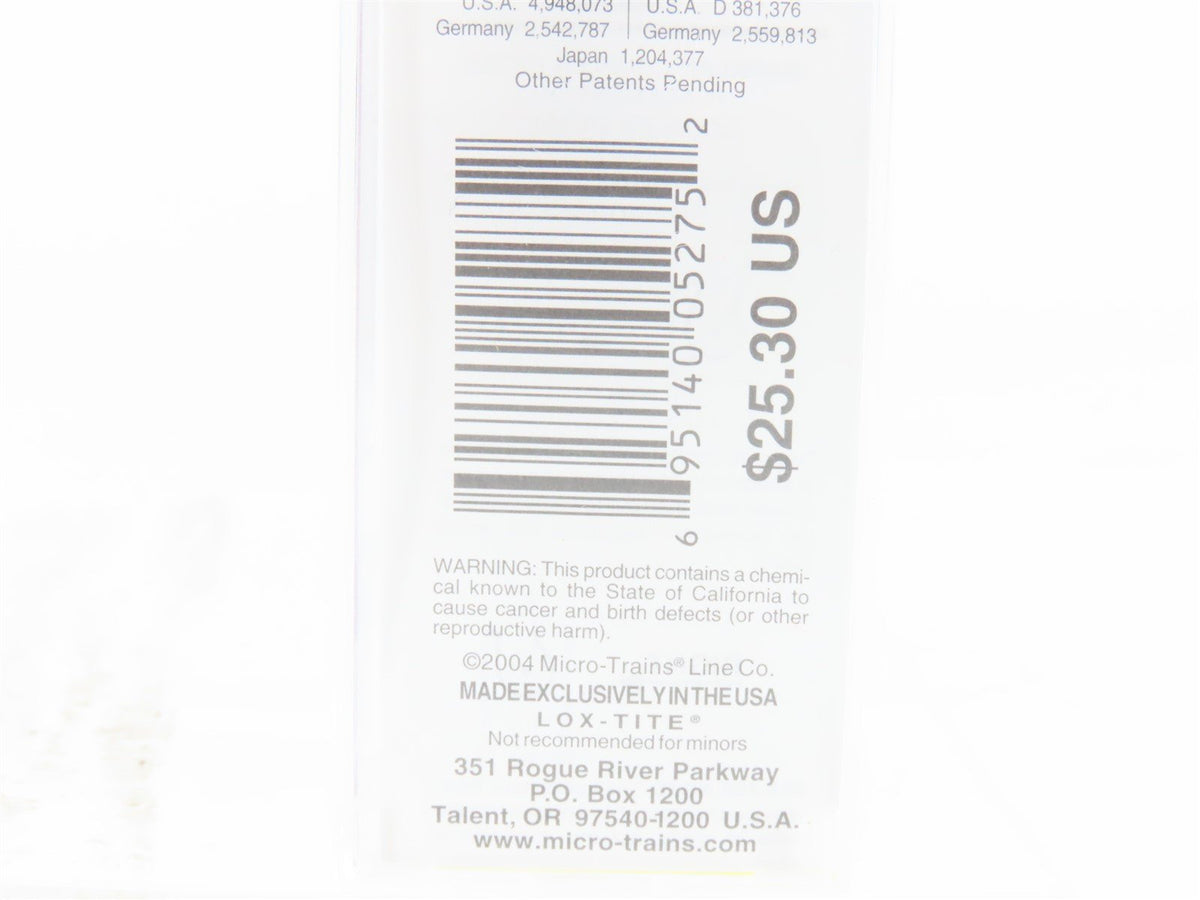 U.S.A. 4,948,073 | U.S.A. D 381,376
Germany 2,542,787 | Germany 2,559,813
Japan 1,204,377
Other Patents Pending
6 95140 05275 2
$25.30 US
WARNING: This product contains a chemi-
cal known to the State of California to
cause cancer and birth defects (or other
reproductive harm).
©2004 Micro-Trains® Line Co.
MADE EXCLUSIVELY IN THE USA
LOX-TITE®
Not recommended for minors
351 Rogue River Parkway
P.O. Box 1200
Talent, OR 97540-1200 U.S.A.
www.micro-trains.com